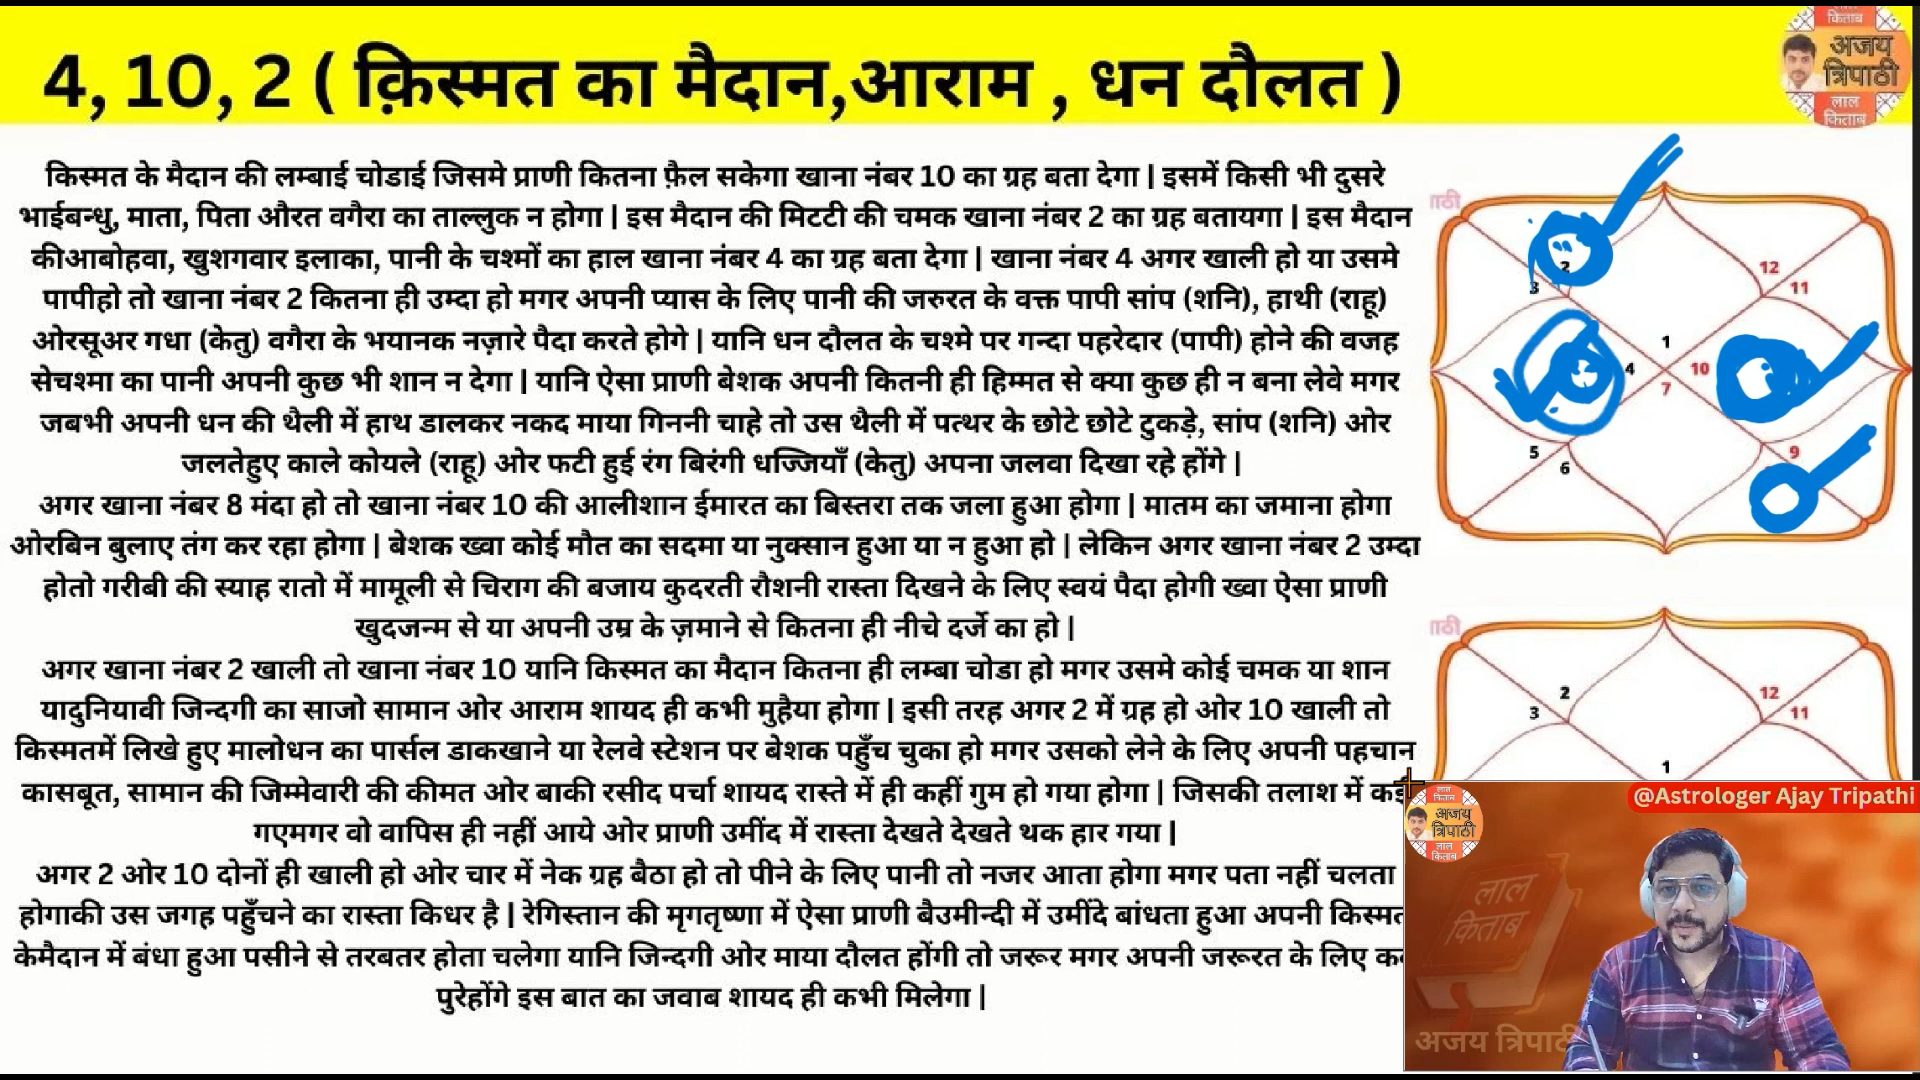 4, 10, 2 ( क़िस्मत का मैदान,आराम , धन दौलत )
लाल
किताब
अजय
त्रिपाठी
लाल
किताब
किस्मत के मैदान की लम्बाई चोडाई जिसमे प्राणी कितना फ़ैल सकेगा खाना नंबर 10 का ग्रह बता देगा | इसमें किसी भी दुसरे
भाईबन्धु, माता, पिता औरत वगैरा का ताल्लुक न होगा | इस मैदान की मिटटी की चमक खाना नंबर 2 का ग्रह बतायगा | इस मैदान
कीआबोहवा, खुशगवार इलाका, पानी के चश्मों का हाल खाना नंबर 4 का ग्रह बता देगा | खाना नंबर 4 अगर खाली हो या उसमे
पापीहो तो खाना नंबर 2 कितना ही उम्दा हो मगर अपनी प्यास के लिए पानी की जरुरत के वक्त पापी सांप (शनि), हाथी (राहू)
ओरसूअर गधा (केतु) वगैरा के भयानक नज़ारे पैदा करते होगे | यानि धन दौलत के चश्मे पर गन्दा पहरेदार (पापी) होने की वजह
सेचश्मा का पानी अपनी कुछ भी शान न देगा | यानि ऐसा प्राणी बेशक अपनी कितनी ही हिम्मत से क्या कुछ ही न बना लेवे मगर
जबभी अपनी धन की थैली में हाथ डालकर नकद माया गिननी चाहे तो उस थैली में पत्थर के छोटे छोटे टुकड़े, सांप (शनि) ओर
जलतेहुए काले कोयले (राहू) ओर फटी हुई रंग बिरंगी धज्जियाँ (केतु) अपना जलवा दिखा रहे होंगे |
अगर खाना नंबर 8 मंदा हो तो खाना नंबर 10 की आलीशान ईमारत का बिस्तरा तक जला हुआ होगा | मातम का जमाना होगा
ओरबिन बुलाए तंग कर रहा होगा | बेशक ख्वा कोई मौत का सदमा या नुक्सान हुआ या न हुआ हो | लेकिन अगर खाना नंबर 2 उम्दा
होतो गरीबी की स्याह रातो में मामूली से चिराग की बजाय कुदरती रौशनी रास्ता दिखने के लिए स्वयं पैदा होगी ख्वा ऐसा प्राणी
खुदजन्म से या अपनी उम्र के ज़माने से कितना ही नीचे दर्जे का हो |
अगर खाना नंबर 2 खाली तो खाना नंबर 10 यानि किस्मत का मैदान कितना ही लम्बा चोडा हो मगर उसमे कोई चमक या शान
यादुनियावी जिन्दगी का साजो सामान ओर आराम शायद ही कभी मुहैया होगा | इसी तरह अगर 2 में ग्रह हो ओर 10 खाली तो
किस्मतमें लिखे हुए मालोधन का पार्सल डाकखाने या रेलवे स्टेशन पर बेशक पहुँच चुका हो मगर उसको लेने के लिए अपनी पहचान
कासबूत, सामान की जिम्मेवारी की कीमत ओर बाकी रसीद पर्चा शायद रास्ते में ही कहीं गुम हो गया होगा | जिसकी तलाश में कई
गएमगर वो वापिस ही नहीं आये ओर प्राणी उमींद में रास्ता देखते देखते थक हार गया |
अगर 2 ओर 10 दोनों ही खाली हो ओर चार में नेक ग्रह बैठा हो तो पीने के लिए पानी तो नजर आता होगा मगर पता नहीं चलता
होगाकी उस जगह पहुँचने का रास्ता किधर है | रेगिस्तान की मृगतृष्णा में ऐसा प्राणी बैउमीन्दी में उमींदे बांधता हुआ अपनी किस्मत
केमैदान में बंधा हुआ पसीने से तरबतर होता चलेगा यानि जिन्दगी ओर माया दौलत होंगी तो जरूर मगर अपनी जरूरत के लिए
पुरेहोंगे इस बात का जवाब शायद ही कभी मिलेगा |
2
3
12
11
1
4
10
7
5
6
9
2
3
12
11
1
@Astrologer Ajay Tripathi
लाल
किताब
अजय
त्रिपाठी
लाल
किताब
लाल
किताब
अजय